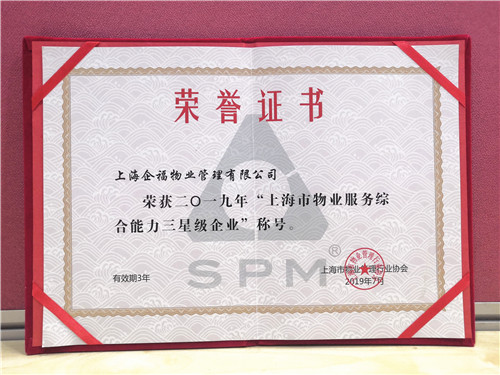 荣誉证书
上海企福物业管理有限公司
荣获二〇一九年“上海市物业服务综
合能力三星级企业”称号。
®
SPM
有效期3年
上海市物业管理行业协会
2019年7月